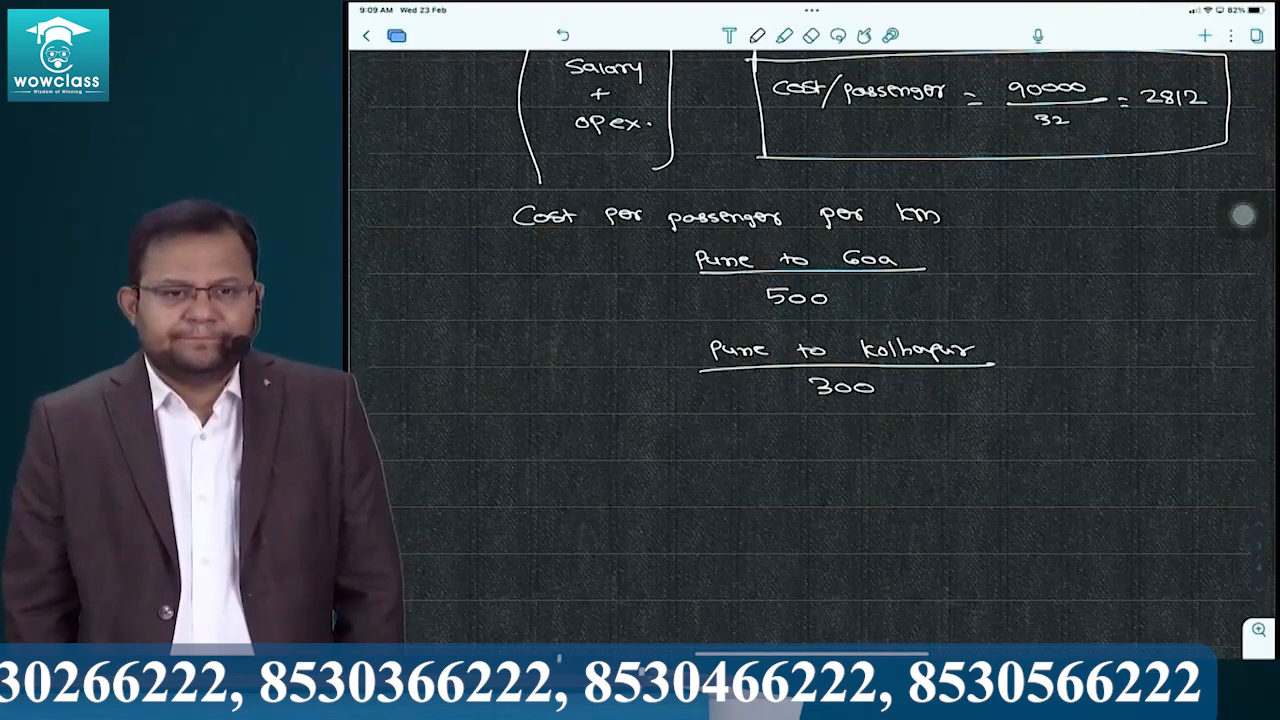 wowclass
Wisdom of Winning
9:09 AM Wed 23 Feb
82%
T
Salary
+
opex.
Cost/passenger = 90000 / 32 = 2812
Cost per passenger per km
Pune to Goa
500
Pune to Kolhapur
300
30266222, 8530366222, 8530466222, 8530566222